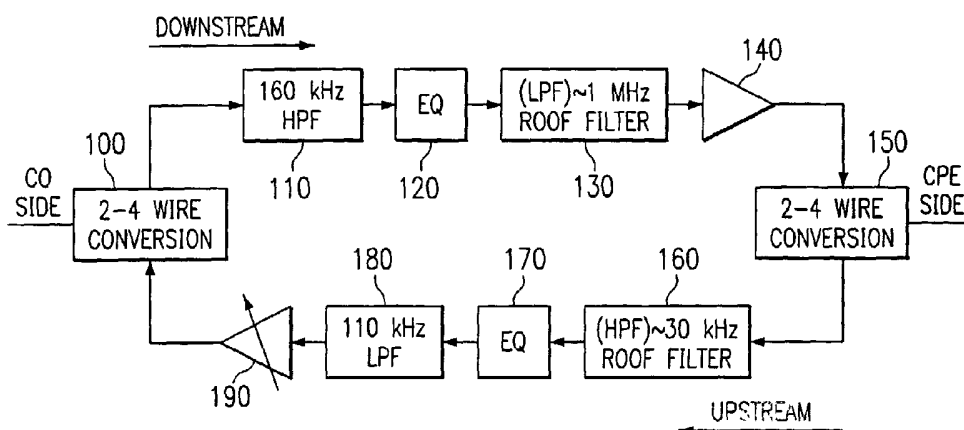 DOWNSTREAM
140
160 kHz
HPF
EQ
(LPF)~1 MHz
ROOF FILTER
100
110
120
130
150
CO
SIDE
2-4 WIRE
CONVERSION
2-4 WIRE
CONVERSION
CPE
SIDE
180
170
160
110 kHz
LPF
EQ
(HPF)~30 kHz
ROOF FILTER
190
UPSTREAM